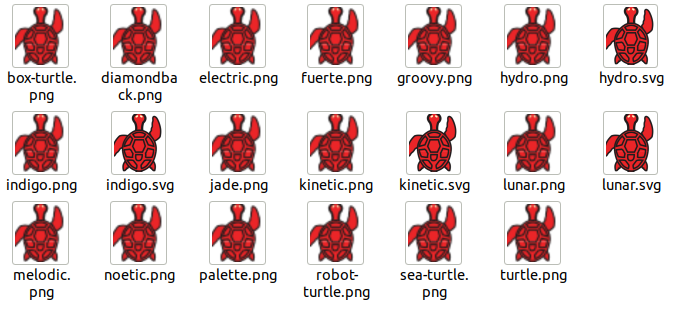 box-turtle.
png
diamondba
ck.png
electric.png
fuerte.png
groovy.png
hydro.png
hydro.svg
indigo.png
indigo.svg
jade.png
kinetic.png
kinetic.svg
lunar.png
lunar.svg
melodic.
png
noetic.png
palette.png
robot-
turtle.png
sea-turtle.
png
turtle.png